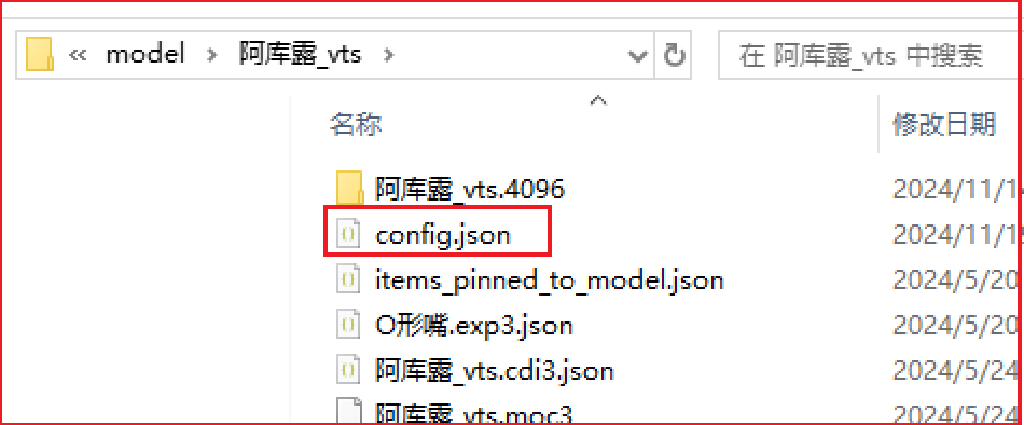 « model › 阿库露_vts › 在 阿库露_vts 中搜索
名称 修改日期
阿库露_vts.4096 2024/11/14
config.json 2024/11/1
items_pinned_to_model.json 2024/5/20
O形嘴.exp3.json 2024/5/20
阿库露_vts.cdi3.json 2024/5/24
阿库露_vts.moc3 2024/5/24